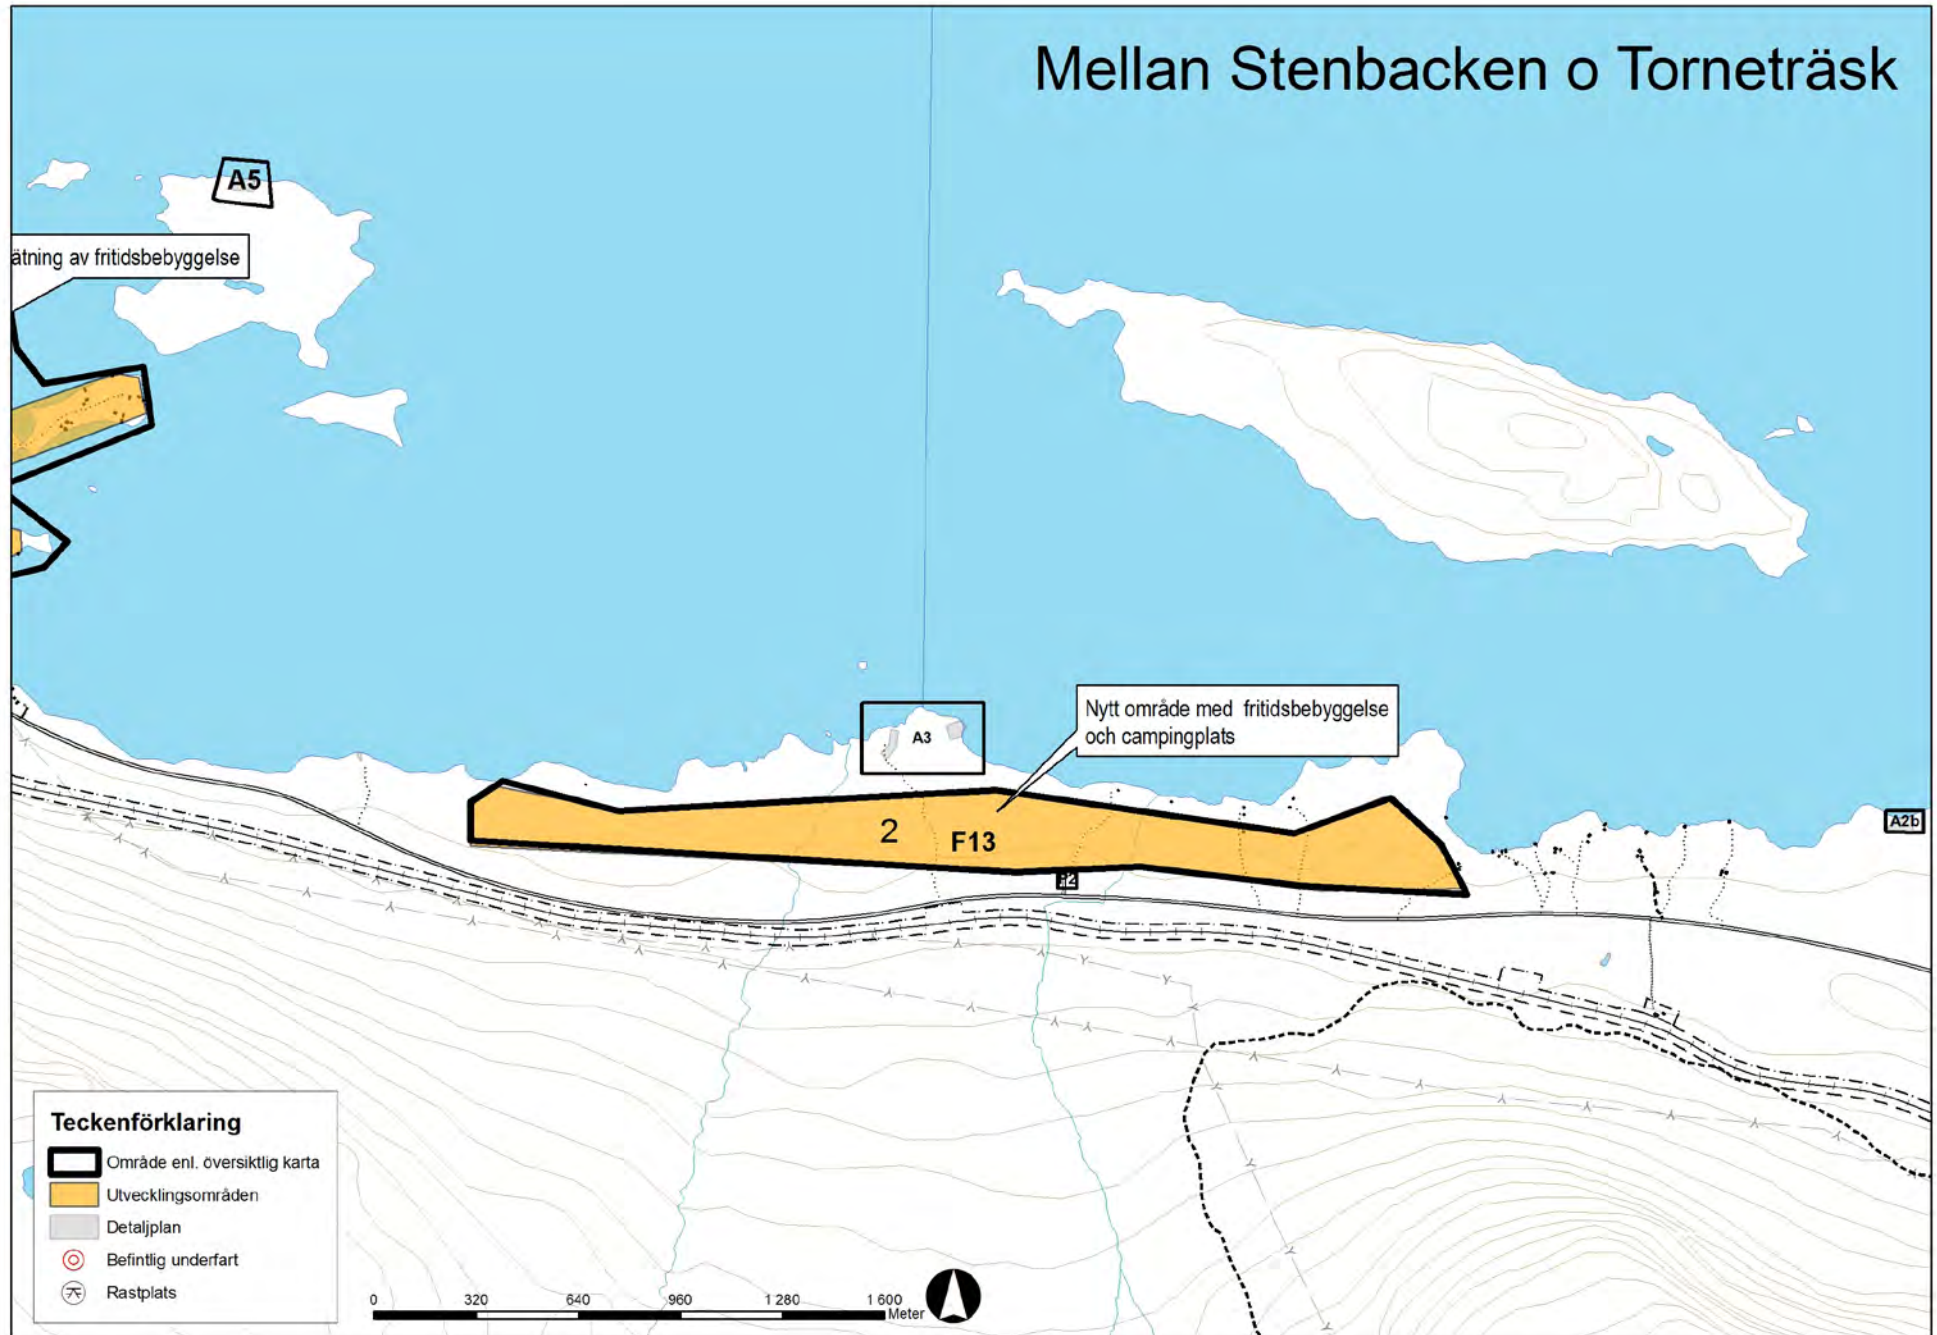 Mellan Stenbacken o Torneträsk
A5
ätning av fritidsbebyggelse
Nytt område med fritidsbebyggelse
och campingplats
A3
2
F13
A2b
Teckenförklaring
Område enl. översiktlig karta
Utvecklingsområden
Detaljplan
Befintlig underfart
Rastplats
0 320 640 960 1 280 1 600
Meter